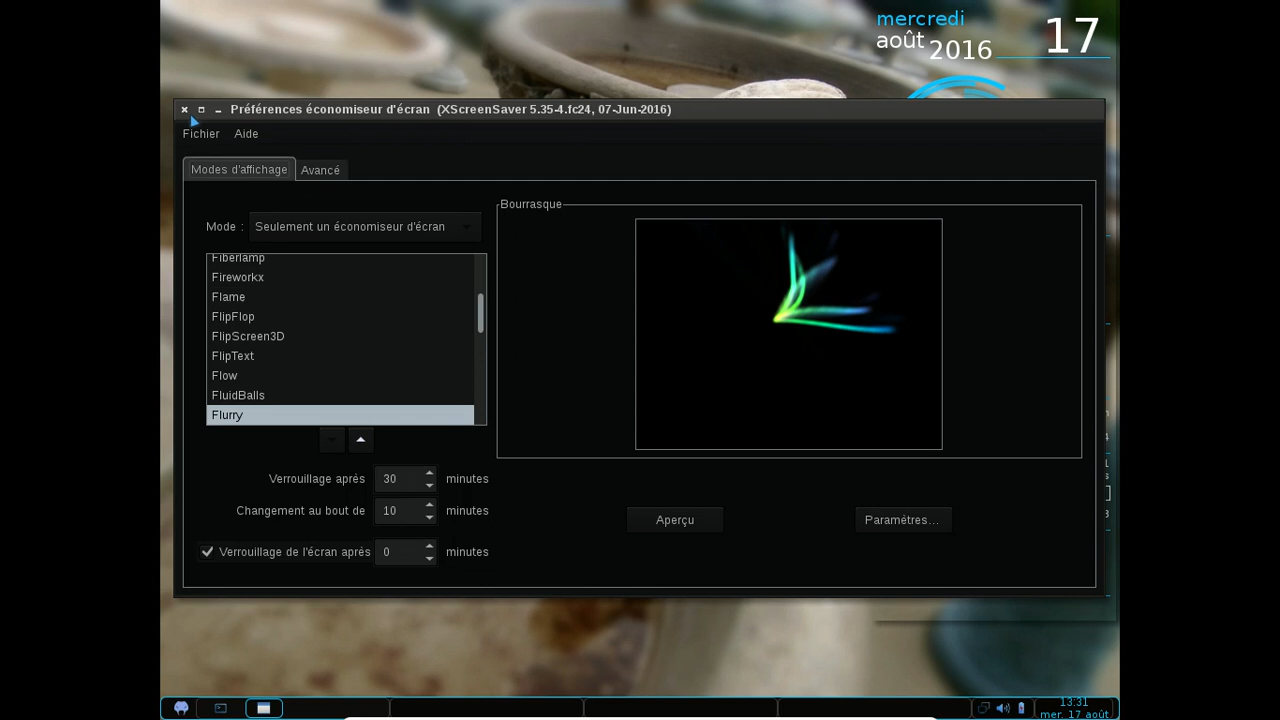 mercredi
août 2016 17
Préférences économiseur d'écran (XScreenSaver 5.35-4.fc24, 07-Jun-2016)
Fichier Aide
Modes d'affichage Avancé
Mode : Seulement un économiseur d'écran
Fiberlamp
Fireworkx
Flame
FlipFlop
FlipScreen3D
FlipText
Flow
FluidBalls
Flurry
Verrouillage après 30 minutes
Changement au bout de 10 minutes
Verrouillage de l'écran après 0 minutes
Bourrasque
Aperçu Paramètres...
13:31
mer. 17 août